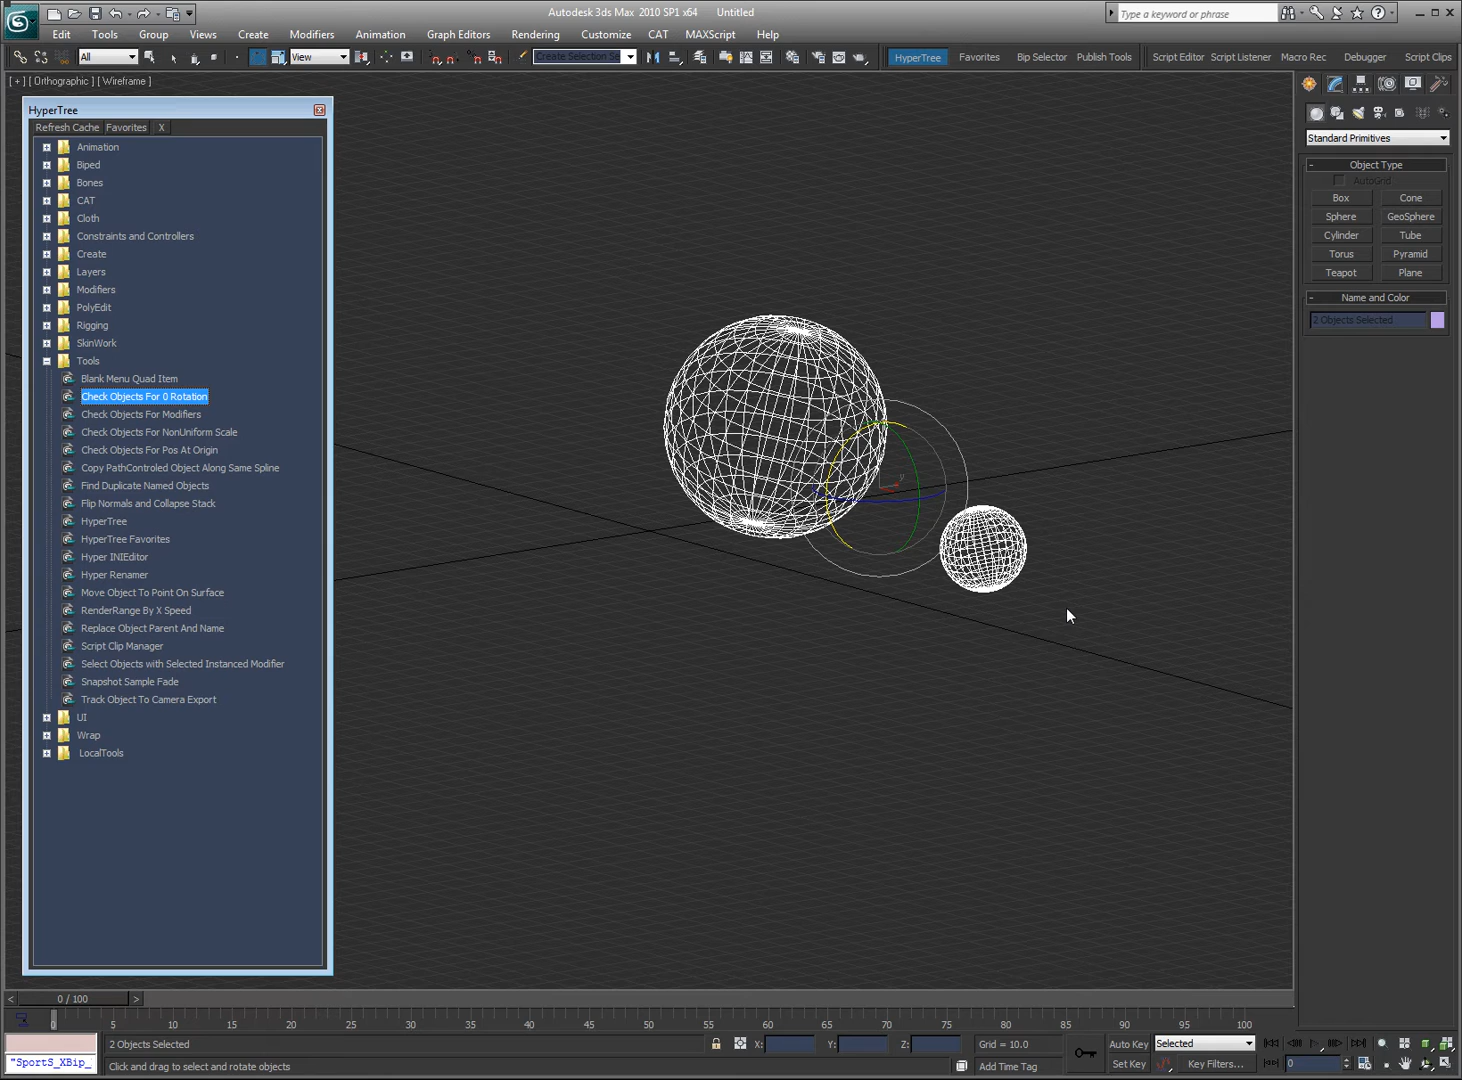 Autodesk 3ds Max 2010 SP1 x64 Untitled
Type a keyword or phrase
Edit Tools Group Views Create Modifiers Animation Graph Editors Rendering Customize CAT MAXScript Help
All View Create Selection Se HyperTree Favorites Bip Selector Publish Tools Script Editor Script Listener Macro Rec Debugger Script Clips
[ + ] [ Orthographic ] [ Wireframe ]
HyperTree
Refresh Cache Favorites X
Animation
Biped
Bones
CAT
Cloth
Constraints and Controllers
Create
Layers
Modifiers
PolyEdit
Rigging
SkinWork
Tools
Blank Menu Quad Item
Check Objects For 0 Rotation
Check Objects For Modifiers
Check Objects For NonUniform Scale
Check Objects For Pos At Origin
Copy PathControled Object Along Same Spline
Find Duplicate Named Objects
Flip Normals and Collapse Stack
HyperTree
HyperTree Favorites
Hyper INIEditor
Hyper Renamer
Move Object To Point On Surface
RenderRange By X Speed
Replace Object Parent And Name
Script Clip Manager
Select Objects with Selected Instanced Modifier
Snapshot Sample Fade
Track Object To Camera Export
UI
Wrap
LocalTools
y
Standard Primitives
- Object Type
AutoGrid
Box Cone
Sphere GeoSphere
Cylinder Tube
Torus Pyramid
Teapot Plane
- Name and Color
2 Objects Selected
< 0 / 100 >
0 5 10 15 20 25 30 35 40 45 50 55 60 65 70 75 80 85 90 95 100
2 Objects Selected X: Y: Z: Grid = 10.0 Auto Key Selected
"SportS_XBip_ Click and drag to select and rotate objects Add Time Tag Set Key Key Filters... 0